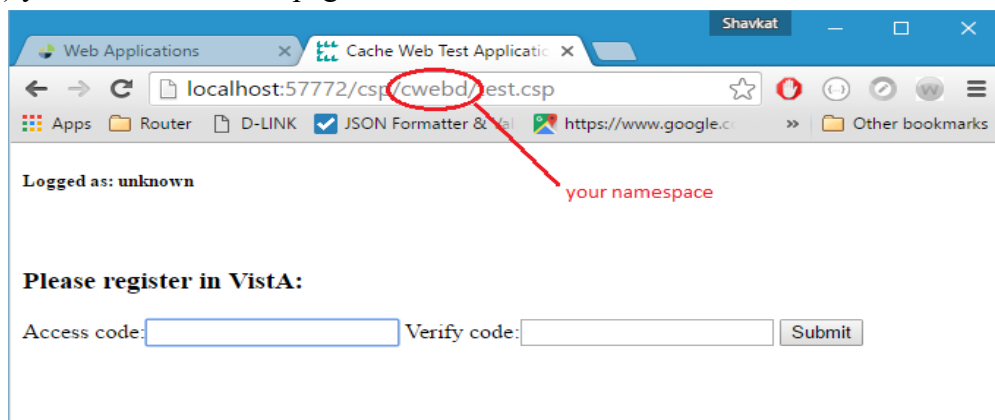 Shavkat
Web Applications
Cache Web Test Applicatio
localhost:57772/csp/cwebd/test.csp
Apps Router D-LINK JSON Formatter & Val https://www.google.c » Other bookmarks
Logged as: unknown
your namespace
Please register in VistA:
Access code: Verify code: Submit